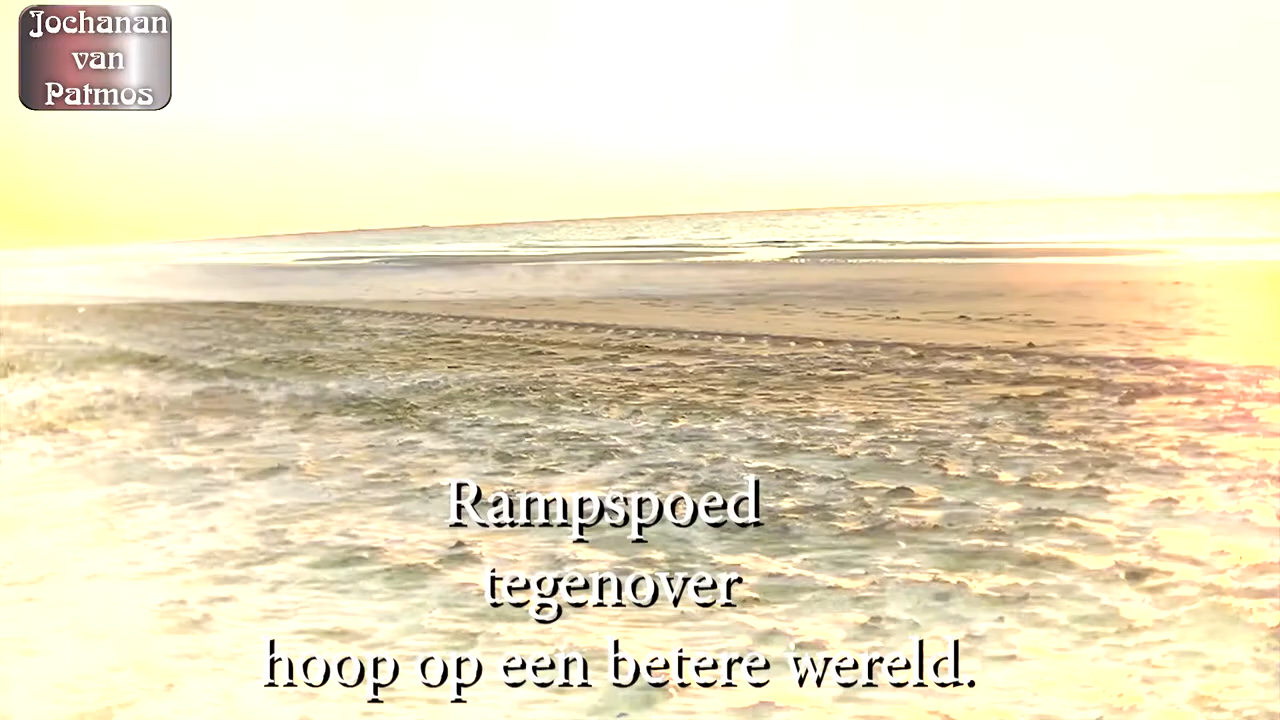 Jochanan
van
Patmos
Rampspoed
tegenover
hoop op een betere wereld.